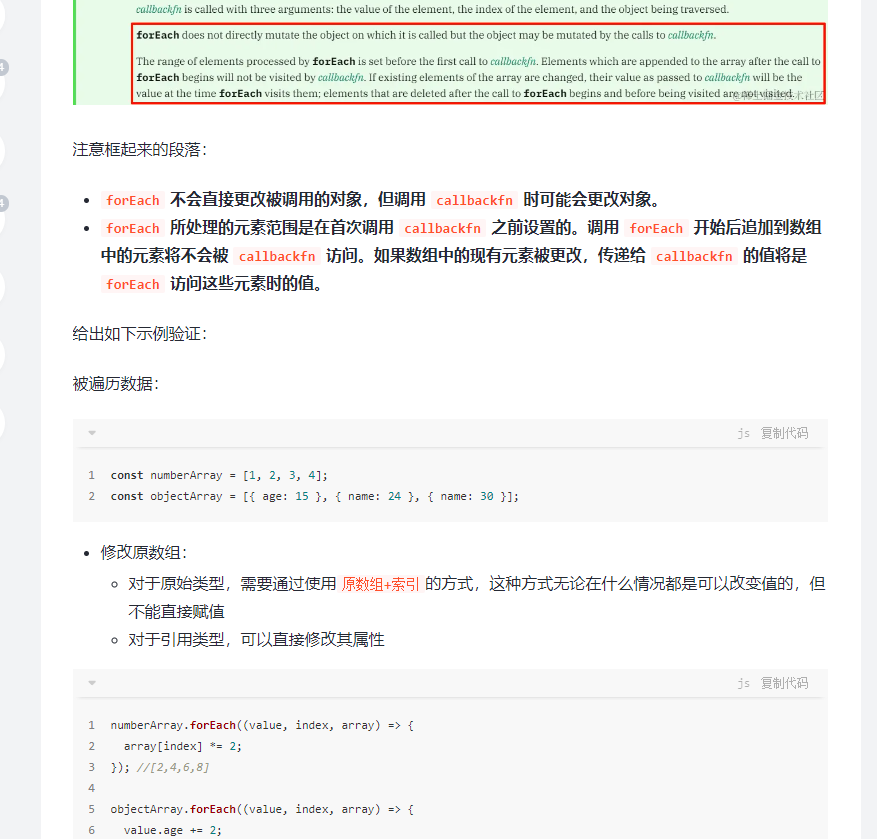 callbackfn is called with three arguments: the value of the element, the index of the element, and the object being traversed.
forEach does not directly mutate the object on which it is called but the object may be mutated by the calls to callbackfn.
The range of elements processed by forEach is set before the first call to callbackfn. Elements which are appended to the array after the call to
forEach begins will not be visited by callbackfn. If existing elements of the array are changed, their value as passed to callbackfn will be the
value at the time forEach visits them; elements that are deleted after the call to forEach begins and before being visited are not visited.
@稀土掘金技术社区
4
注意框起来的段落：
forEach 不会直接更改被调用的对象，但调用 callbackfn 时可能会更改对象。
4
forEach 所处理的元素范围是在首次调用 callbackfn 之前设置的。调用 forEach 开始后追加到数组
中的元素将不会被 callbackfn 访问。如果数组中的现有元素被更改，传递给 callbackfn 的值将是
forEach 访问这些元素时的值。
给出如下示例验证：
被遍历数据：
js 复制代码
1 const numberArray = [1, 2, 3, 4];
2 const objectArray = [{ age: 15 }, { name: 24 }, { name: 30 }];
修改原数组：
对于原始类型，需要通过使用 原数组+索引 的方式，这种方式无论在什么情况都是可以改变值的，但
不能直接赋值
对于引用类型，可以直接修改其属性
js 复制代码
1 numberArray.forEach((value, index, array) => {
2 array[index] *= 2;
3 }); //[2,4,6,8]
4
5 objectArray.forEach((value, index, array) => {
6 value.age += 2;